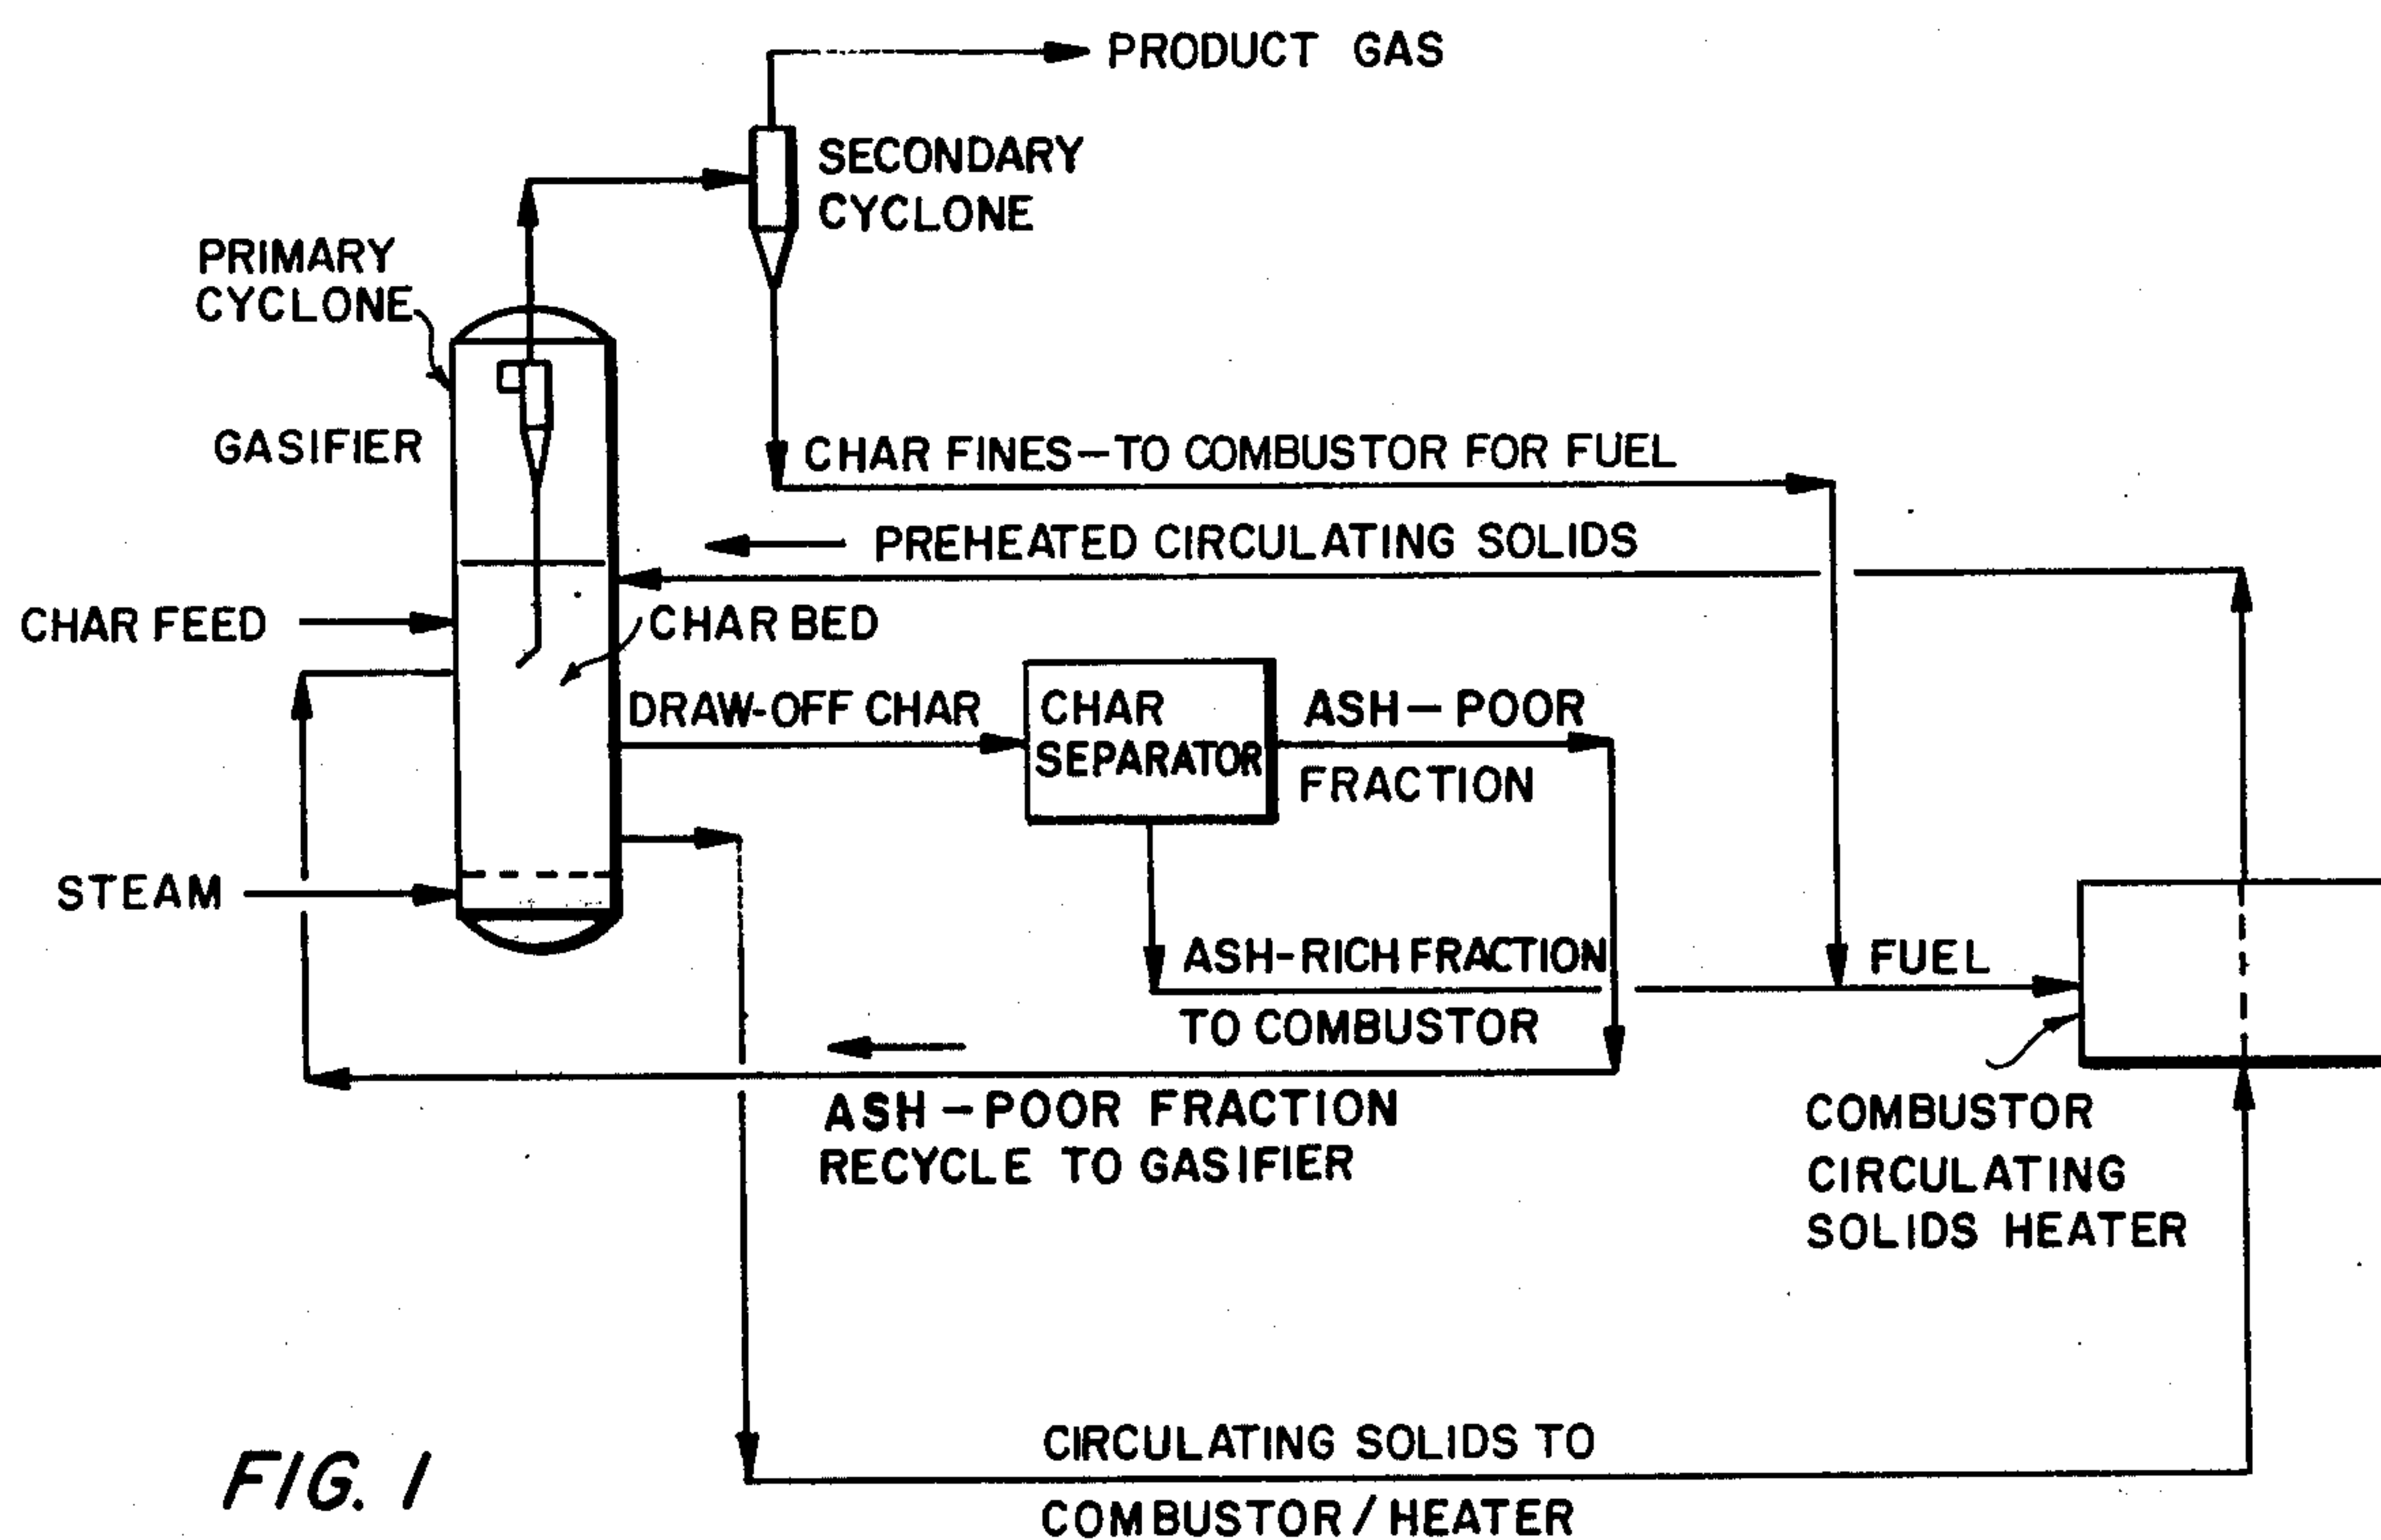 PRODUCT GAS
SECONDARY
CYCLONE
PRIMARY
CYCLONE
GASIFIER
CHAR FINES—TO COMBUSTOR FOR FUEL
PREHEATED CIRCULATING SOLIDS
CHAR FEED
CHAR BED
DRAW-OFF CHAR
CHAR
SEPARATOR
ASH—POOR
FRACTION
STEAM
ASH-RICH FRACTION
TO COMBUSTOR
FUEL
ASH—POOR FRACTION
RECYCLE TO GASIFIER
COMBUSTOR
CIRCULATING
SOLIDS HEATER
CIRCULATING SOLIDS TO
COMBUSTOR/HEATER
FIG. 1